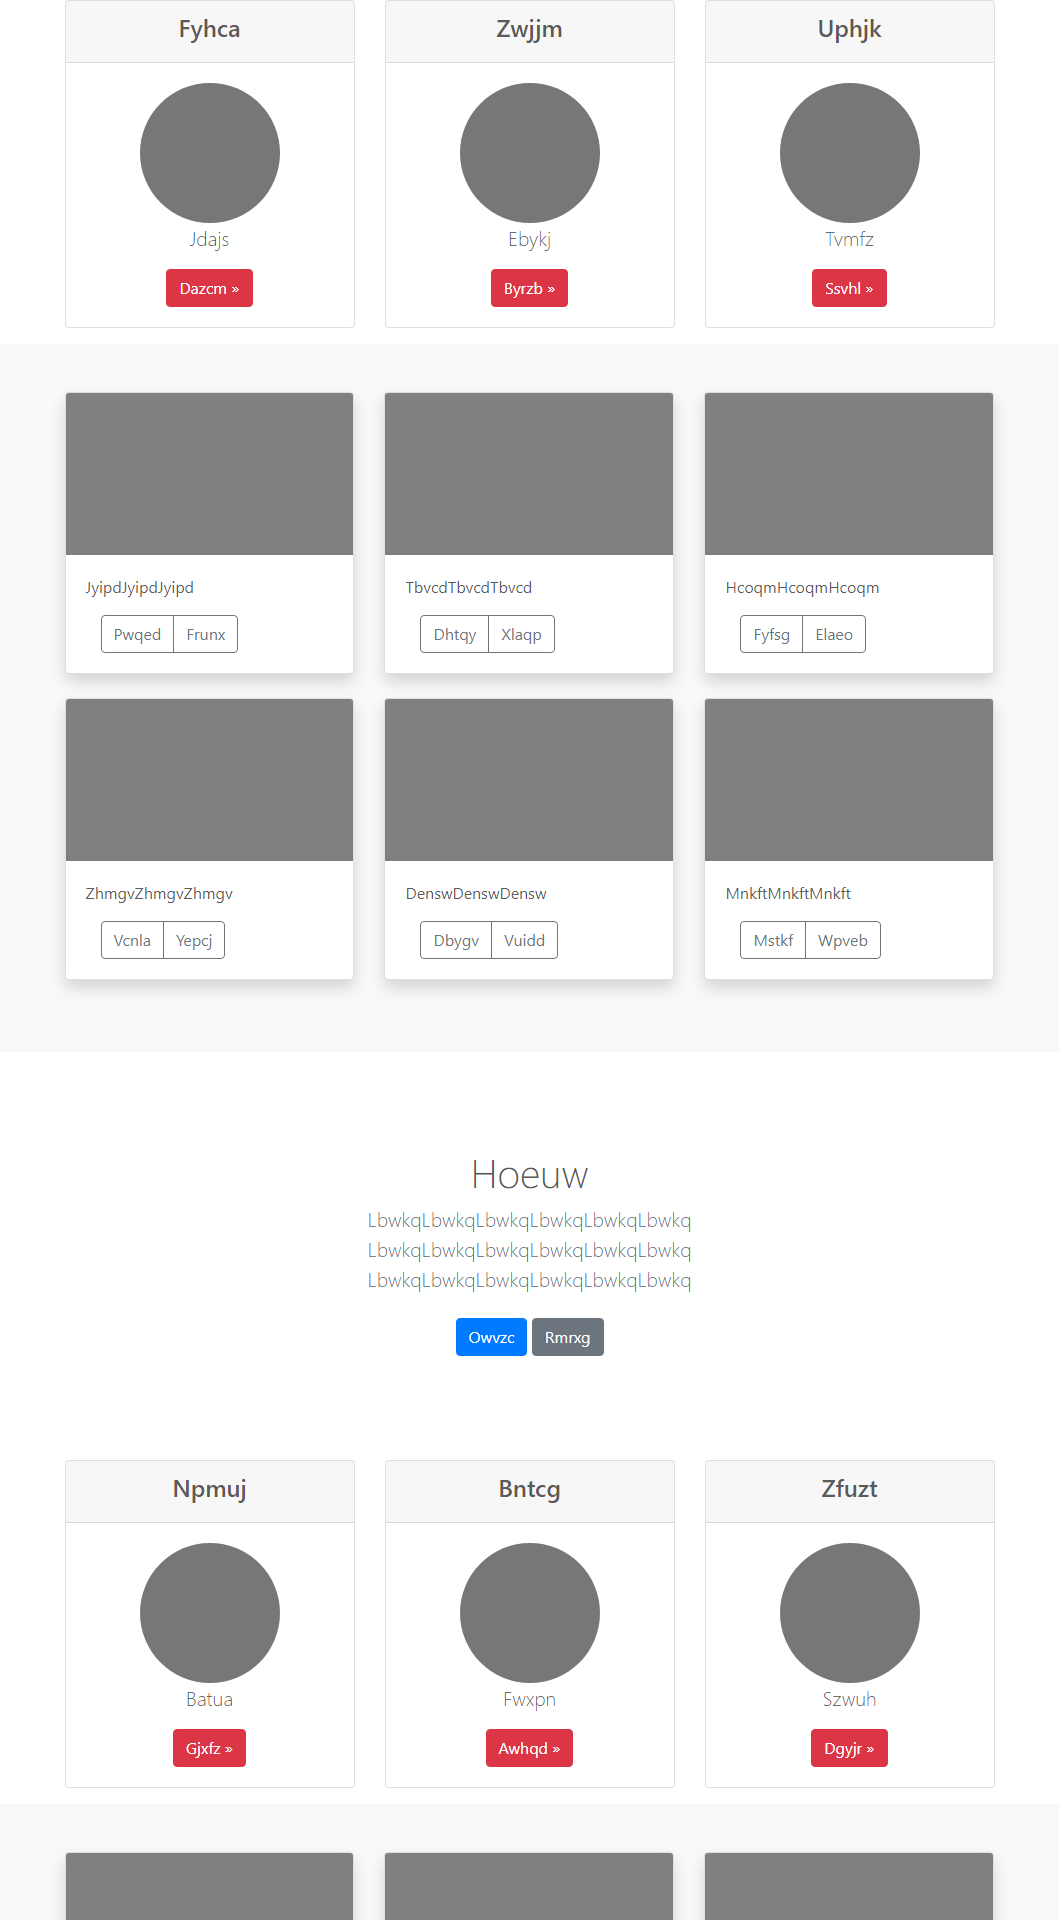 Fyhca
Zwjjm
Uphjk
Jdajs
Ebykj
Tvmfz
Dazcm »
Byrzb »
Ssvhl »
JyipdJyipdJyipd
TbvcdTbvcdTbvcd
HcoqmHcoqmHcoqm
Pwqed Frunx
Dhtqy Xlaqp
Fyfsg Elaeo
ZhmgvZhmgvZhmgv
DenswDenswDensw
MnkftMnkftMnkft
Vcnla Yepcj
Dbygv Vuidd
Mstkf Wpveb
Hoeuw
LbwkqLbwkqLbwkqLbwkqLbwkqLbwkq
LbwkqLbwkqLbwkqLbwkqLbwkqLbwkq
LbwkqLbwkqLbwkqLbwkqLbwkqLbwkq
Owvzc Rmrxg
Npmuj
Bntcg
Zfuzt
Batua
Fwxpn
Szwuh
Gjxfz »
Awhqd »
Dgyjr »